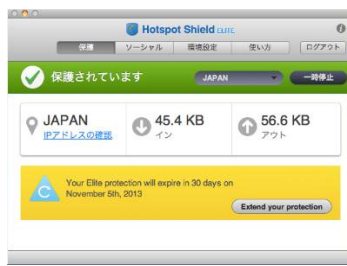 Hotspot Shield ELITE
保護 ソーシャル 環境設定 使い方 ログアウト
保護されています JAPAN 一時停止
JAPAN 45.4 KB 56.6 KB
IPアドレスの確認 イン アウト
Your Elite protection will expire in 30 days on
November 5th, 2013
Extend your protection